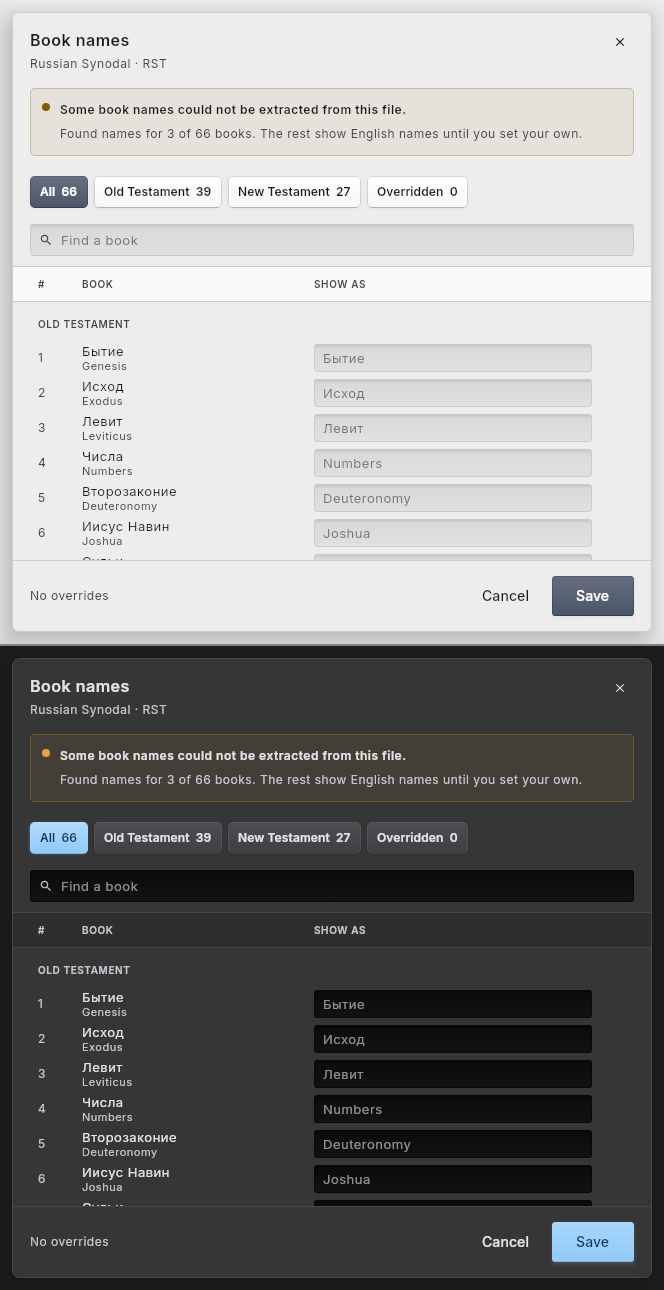 Book names
×
Russian Synodal · RST
Some book names could not be extracted from this file.
Found names for 3 of 66 books. The rest show English names until you set your own.
All 66 Old Testament 39 New Testament 27 Overridden 0
Find a book
# BOOK SHOW AS
OLD TESTAMENT
1 Бытие Бытие
Genesis
2 Исход Исход
Exodus
3 Левит Левит
Leviticus
4 Числа Numbers
Numbers
5 Второзаконие Deuteronomy
Deuteronomy
6 Иисус Навин Joshua
Joshua
No overrides Cancel Save
Book names
×
Russian Synodal · RST
Some book names could not be extracted from this file.
Found names for 3 of 66 books. The rest show English names until you set your own.
All 66 Old Testament 39 New Testament 27 Overridden 0
Find a book
# BOOK SHOW AS
OLD TESTAMENT
1 Бытие Бытие
Genesis
2 Исход Исход
Exodus
3 Левит Левит
Leviticus
4 Числа Numbers
Numbers
5 Второзаконие Deuteronomy
Deuteronomy
6 Иисус Навин Joshua
Joshua
No overrides Cancel Save